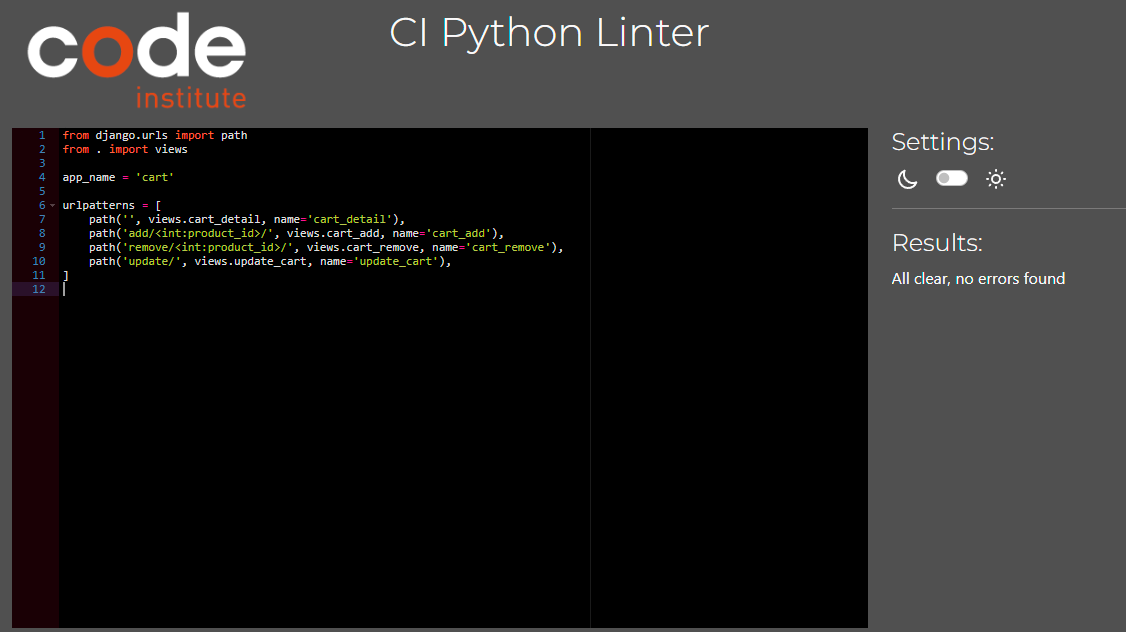 code
institute
CI Python Linter
1 from django.urls import path
2 from . import views
3
4 app_name = 'cart'
5
6 urlpatterns = [
7     path('', views.cart_detail, name='cart_detail'),
8     path('add/<int:product_id>/', views.cart_add, name='cart_add'),
9     path('remove/<int:product_id>/', views.cart_remove, name='cart_remove'),
10     path('update/', views.update_cart, name='update_cart'),
11 ]
12
Settings:
Results:
All clear, no errors found